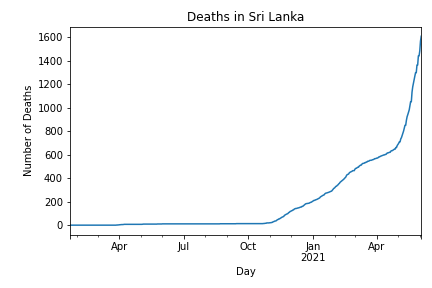 Deaths in Sri Lanka
1600
1400
1200
1000
800
600
400
200
0
Number of Deaths
Apr
Jul
Oct
Jan
2021
Apr
Day